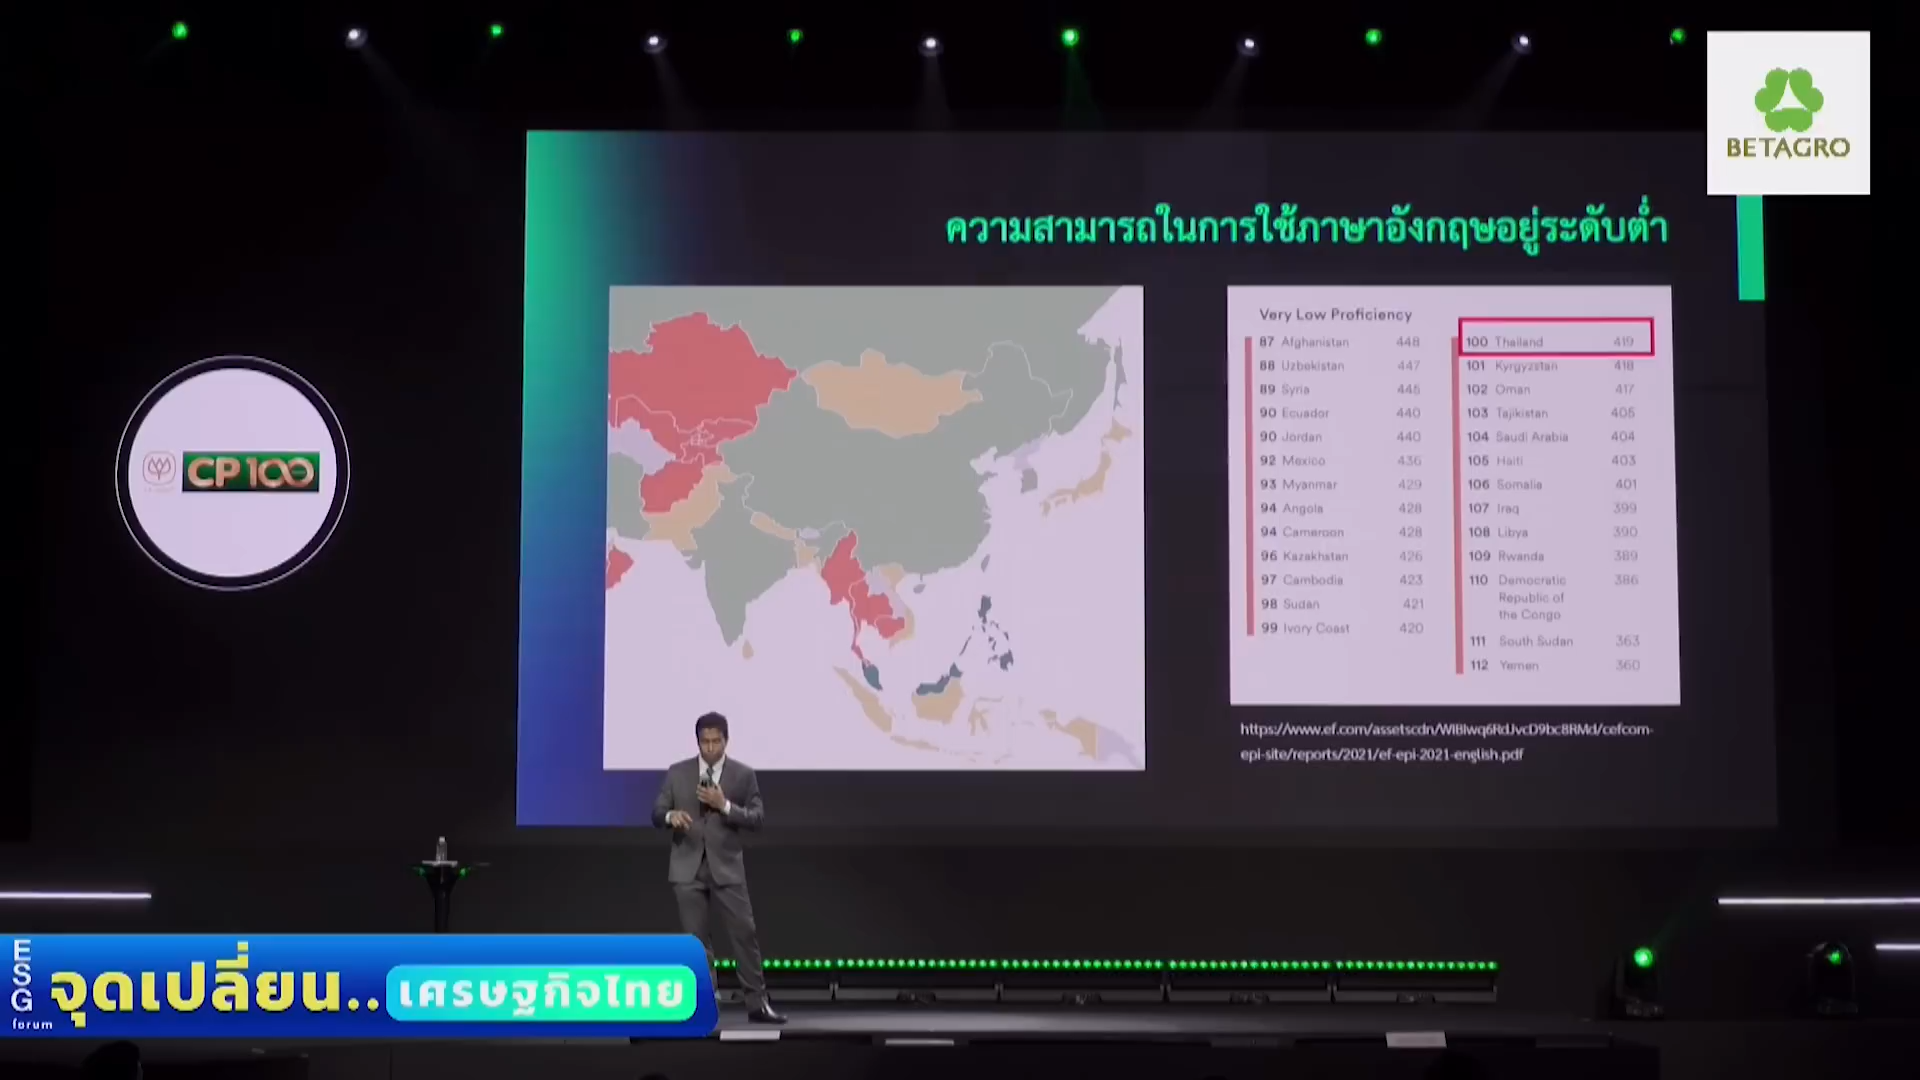 BETAGRO
ความสามารถในการใช้ภาษาอังกฤษอยู่ระดับต่ำ
CP 100
Very Low Proficiency
87 Afghanistan 448
88 Uzbekistan 447
89 Syria 445
90 Ecuador 440
90 Jordan 440
92 Mexico 436
93 Myanmar 429
94 Angola 428
94 Cameroon 428
96 Kazakhstan 426
97 Cambodia 423
98 Sudan 421
99 Ivory Coast 420
100 Thailand 419
101 Kyrgyzstan 418
102 Oman 417
103 Tajikistan 405
104 Saudi Arabia 404
105 Haiti 403
106 Somalia 401
107 Iraq 399
108 Libya 390
109 Rwanda 389
110 Democratic 386
Republic of
the Congo
111 South Sudan 363
112 Yemen 360
https://www.ef.com/assetscdn/WIBIwq6RdJvcD9bc8RMd/cefcom-
epi-site/reports/2021/ef-epi-2021-english.pdf
ESG
forum
จุดเปลี่ยน..
เศรษฐกิจไทย